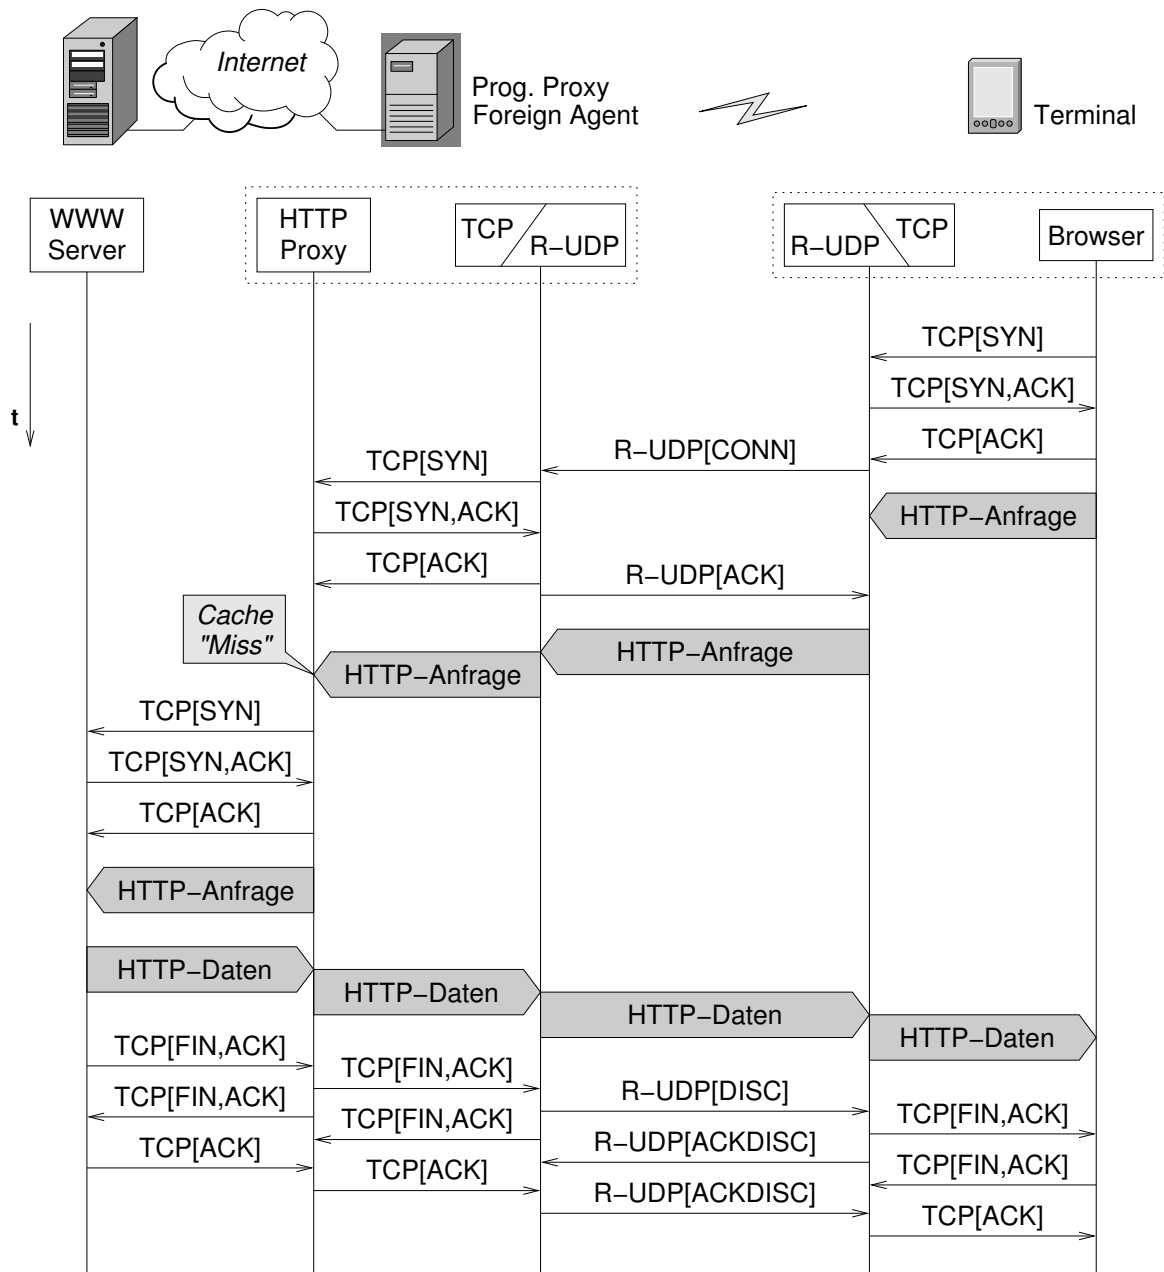 Internet
Prog. Proxy
Foreign Agent
Terminal
WWW
Server
HTTP
Proxy
TCP
R−UDP
R−UDP
TCP
Browser
t
TCP[SYN]
TCP[SYN,ACK]
TCP[ACK]
R−UDP[CONN]
TCP[SYN]
TCP[SYN,ACK]
HTTP−Anfrage
TCP[ACK]
R−UDP[ACK]
Cache
"Miss"
HTTP−Anfrage
HTTP−Anfrage
TCP[SYN]
TCP[SYN,ACK]
TCP[ACK]
HTTP−Anfrage
HTTP−Daten
HTTP−Daten
HTTP−Daten
HTTP−Daten
TCP[FIN,ACK]
TCP[FIN,ACK]
R−UDP[DISC]
TCP[FIN,ACK]
TCP[FIN,ACK]
TCP[FIN,ACK]
R−UDP[ACKDISC]
TCP[ACK]
TCP[FIN,ACK]
TCP[ACK]
R−UDP[ACKDISC]
TCP[ACK]